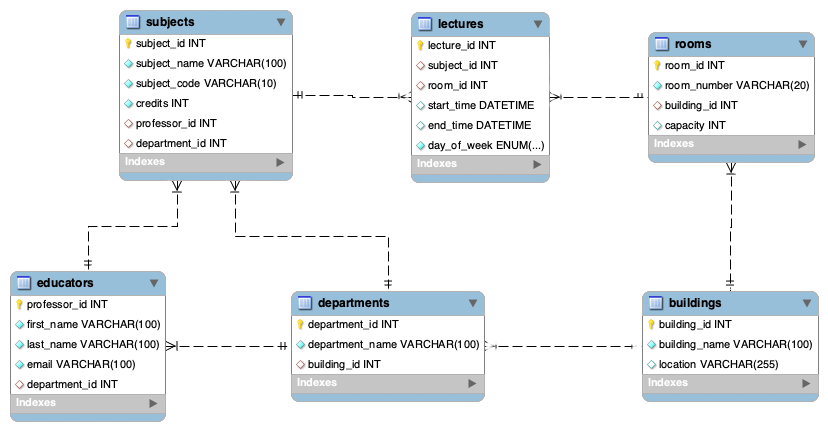 subjects
subject_id INT
subject_name VARCHAR(100)
subject_code VARCHAR(10)
credits INT
professor_id INT
department_id INT
Indexes
lectures
lecture_id INT
subject_id INT
room_id INT
start_time DATETIME
end_time DATETIME
day_of_week ENUM(...)
Indexes
rooms
room_id INT
room_number VARCHAR(20)
building_id INT
capacity INT
Indexes
educators
professor_id INT
first_name VARCHAR(100)
last_name VARCHAR(100)
email VARCHAR(100)
department_id INT
Indexes
departments
department_id INT
department_name VARCHAR(100)
building_id INT
Indexes
buildings
building_id INT
building_name VARCHAR(100)
location VARCHAR(255)
Indexes